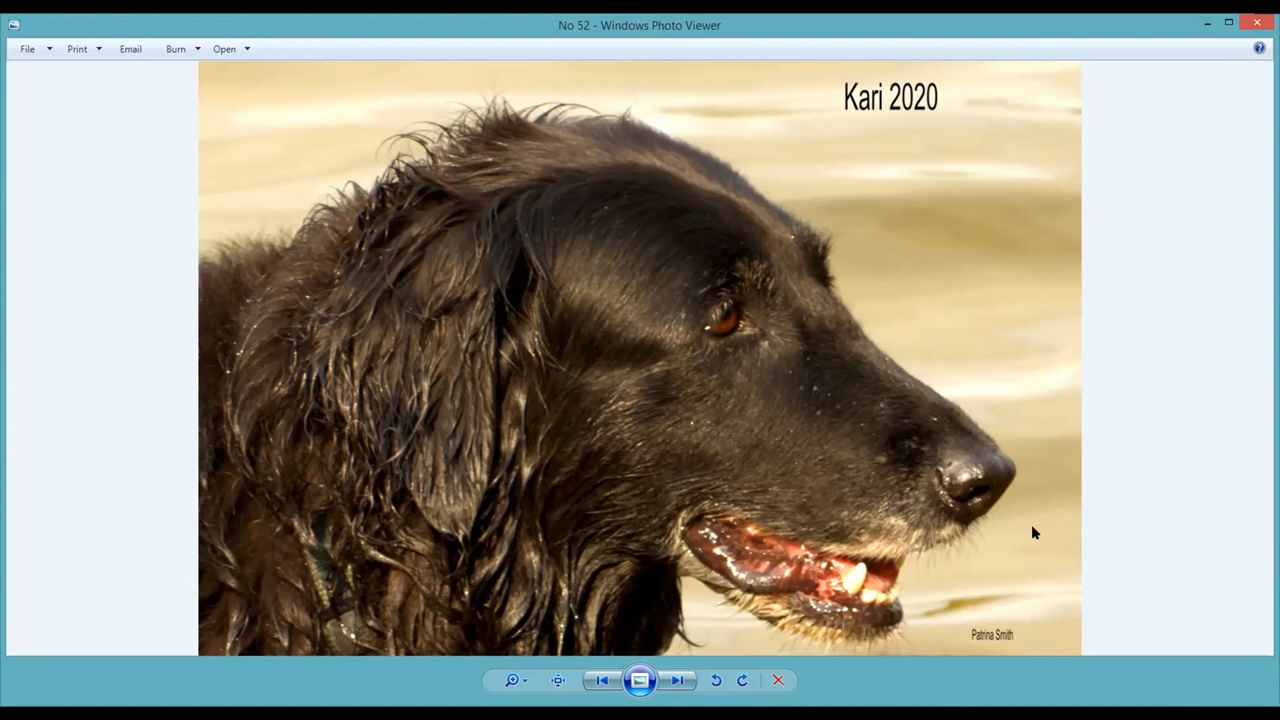 No 52 - Windows Photo Viewer
File Print Email Burn Open
Kari 2020
Patrina Smith